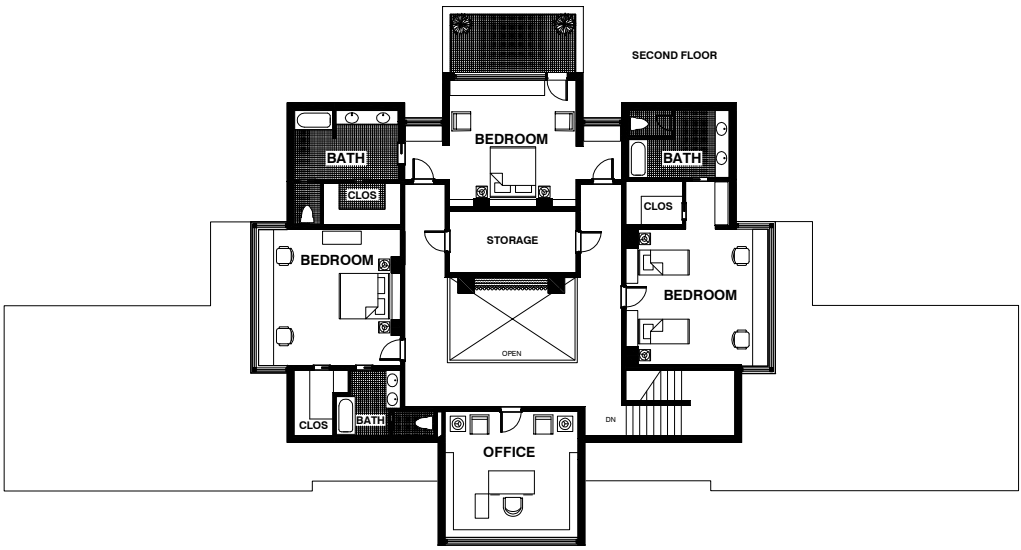 SECOND FLOOR
BEDROOM
BATH
BATH
CLOS
CLOS
STORAGE
BEDROOM
BEDROOM
OPEN
CLOS
BATH
DN
OFFICE